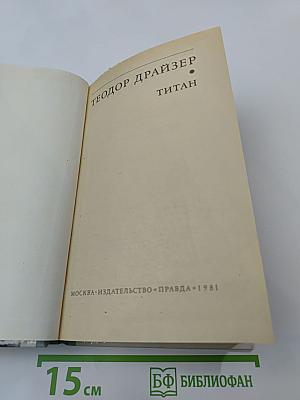 ТЕОДОР ДРАЙЗЕР
•
ТИТАН
МОСКВА • ИЗДАТЕЛЬСТВО • ПРАВДА • 1981
15 см
БФ БИБЛИОФАН